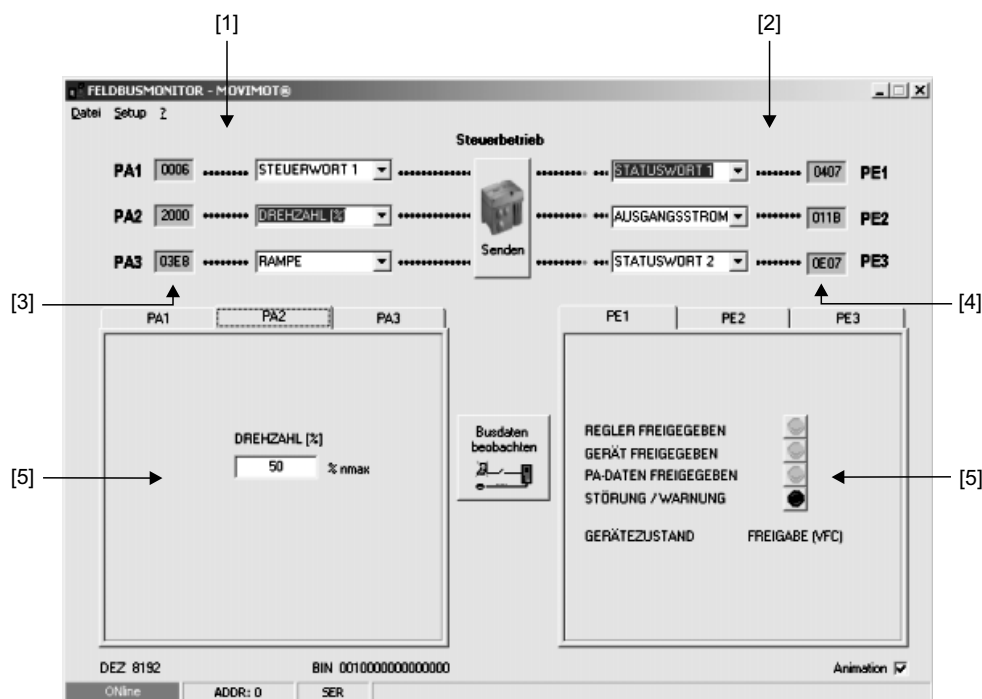 [1] [2]
FELDBUSMONITOR - MOVIMOT®
Datei Setup ?
Steuerbetrieb
PA1 0006 STEUERWORT 1 STATUSWORT 1 0407 PE1
PA2 2000 DREHZAHL [%] AUSGANGSSTROM 011B PE2
Senden
PA3 03E8 RAMPE STATUSWORT 2 0E07 PE3
[3] [4]
PA1 PA2 PA3 PE1 PE2 PE3
DREHZAHL [%]
50 % nmax
Busdaten
beobachten
REGLER FREIGEGEBEN
GERÄT FREIGEGEBEN
PA-DATEN FREIGEGEBEN
STÖRUNG / WARNUNG
[5] [5]
GERÄTEZUSTAND FREIGABE (VFC)
DEZ 8192 BIN 0010000000000000 Animation
ONline ADDR: 0 SER